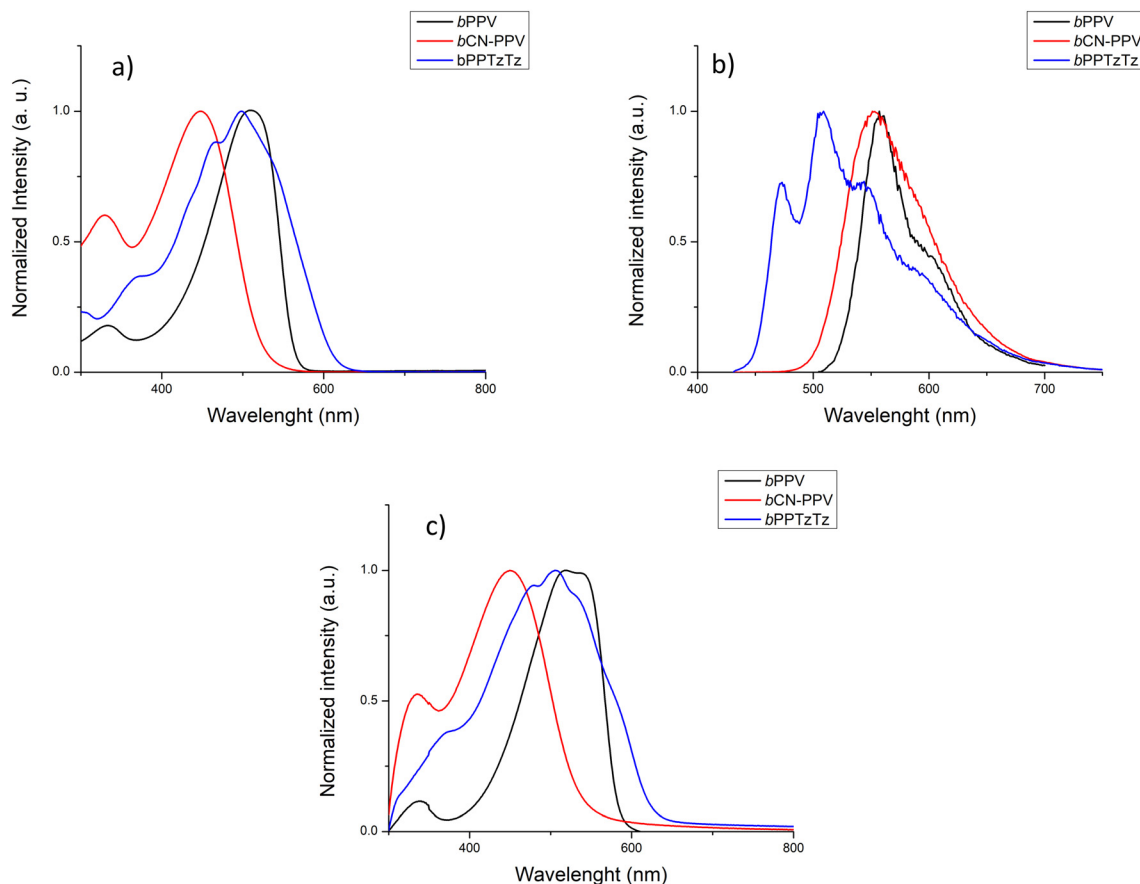 bPPV
bCN-PPV
bPPTzTz
a)
Normalized Intensity (a. u.)
1.0
0.5
0.0
400
600
800
Wavelenght (nm)
bPPV
bCN-PPV
bPPTzTz
b)
Normalized intensity (a.u.)
1.0
0.5
0.0
400
500
600
700
Wavelenght (nm)
bPPV
bCN-PPV
bPPTzTz
c)
Normalized intensity (a.u.)
1.0
0.5
0.0
400
600
800
Wavelenght (nm)